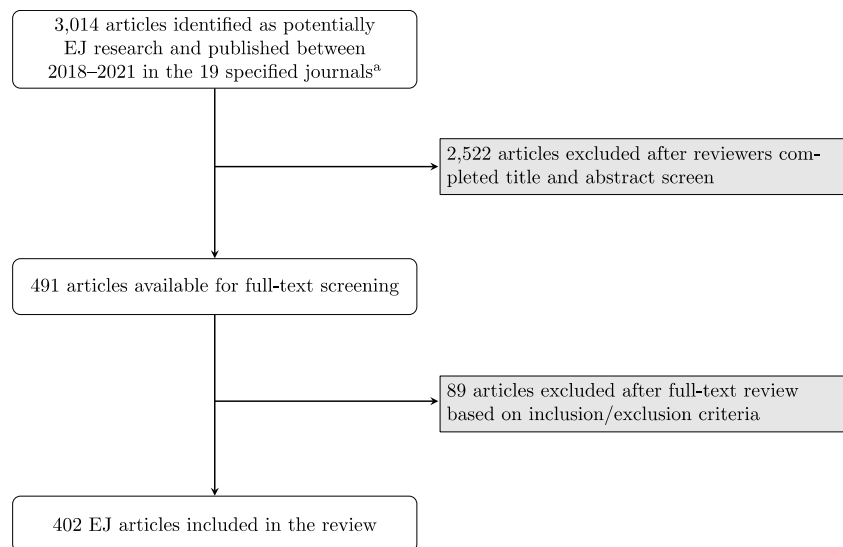 3,014 articles identified as potentially
EJ research and published between
2018–2021 in the 19 specified journalsᵃ
2,522 articles excluded after reviewers com-
pleted title and abstract screen
491 articles available for full-text screening
89 articles excluded after full-text review
based on inclusion/exclusion criteria
402 EJ articles included in the review